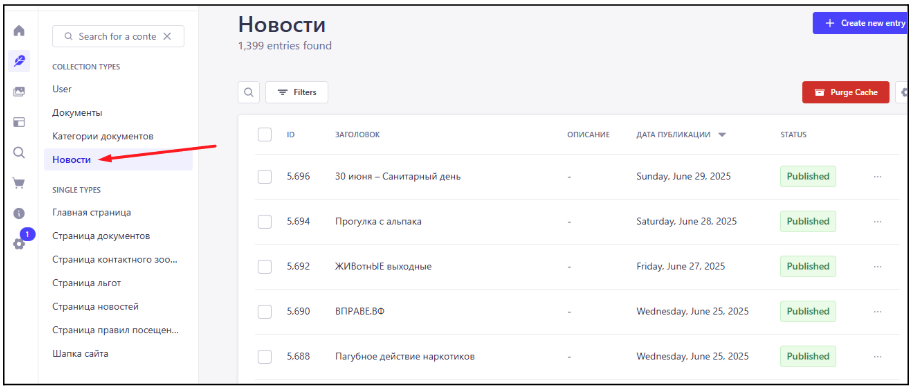 Новости
1,399 entries found
Create new entry
Search for a conte
COLLECTION TYPES
User
Документы
Категории документов
Новости
SINGLE TYPES
Главная страница
Страница документов
Страница контактного зоо...
Страница льгот
Страница новостей
Страница правил посещен...
Шапка сайта
1
Filters
Purge Cache
ID ЗАГОЛОВОК ОПИСАНИЕ ДАТА ПУБЛИКАЦИИ STATUS
5,696 30 июня – Санитарный день - Sunday, June 29, 2025 Published ...
5,694 Прогулка с альпака - Saturday, June 28, 2025 Published ...
5,692 ЖИВотнЫЕ выходные - Friday, June 27, 2025 Published ...
5,690 ВПРАВЕ.ВФ - Wednesday, June 25, 2025 Published ...
5,688 Пагубное действие наркотиков - Wednesday, June 25, 2025 Published ...